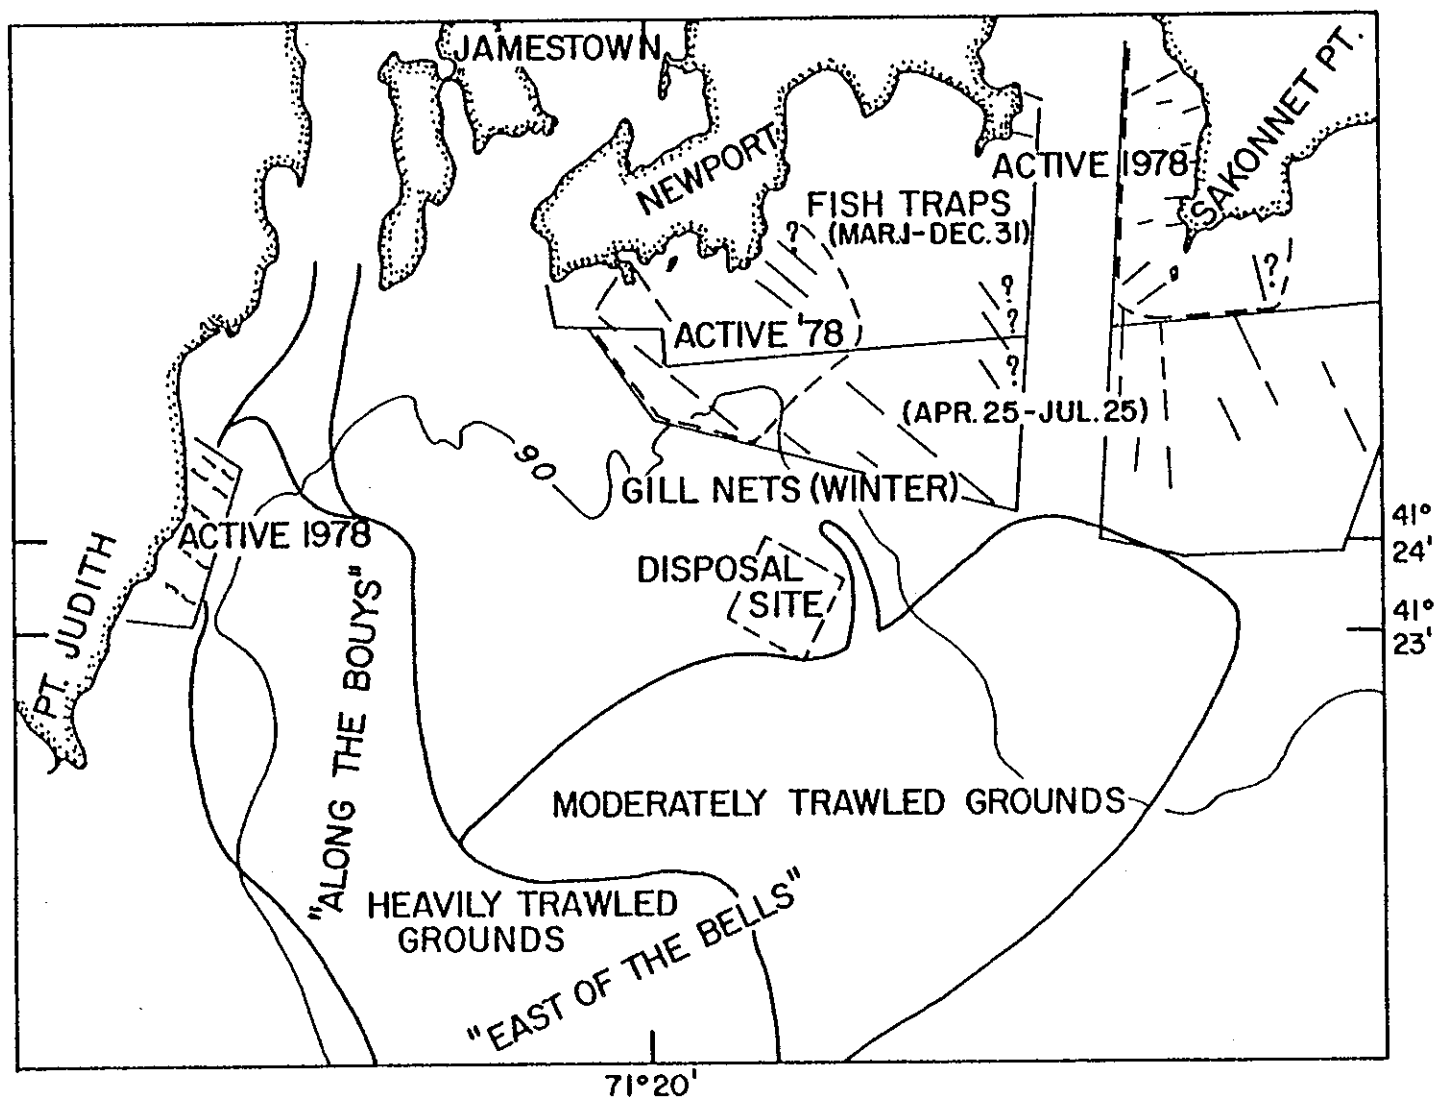 JAMESTOWN
SAKONNET PT.
NEWPORT
ACTIVE 1978
FISH TRAPS
(MAR.1-DEC.31)
?
?
?
?
?
ACTIVE '78
(APR.25-JUL.25)
90
GILL NETS (WINTER)
ACTIVE 1978
41°
24'
DISPOSAL
SITE
41°
23'
PT. JUDITH
"ALONG THE BOUYS"
MODERATELY TRAWLED GROUNDS
HEAVILY TRAWLED
GROUNDS
"EAST OF THE BELLS"
71°20'